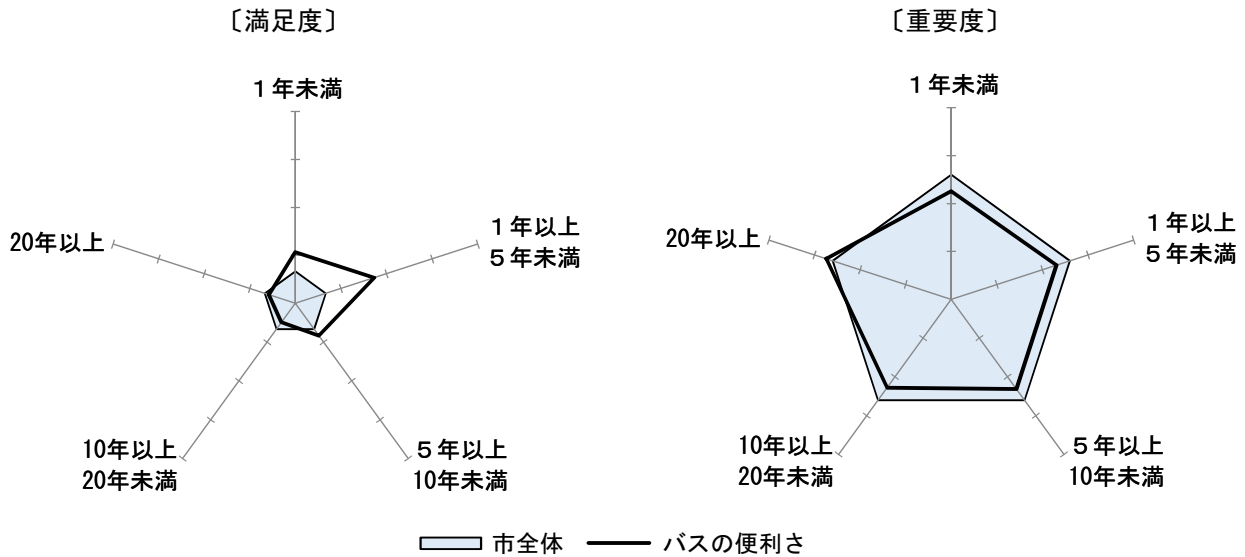 〔満足度〕
１年未満
１年以上
５年未満
５年以上
10年未満
10年以上
20年未満
20年以上
〔重要度〕
１年未満
１年以上
５年未満
５年以上
10年未満
10年以上
20年未満
20年以上
市全体
バスの便利さ